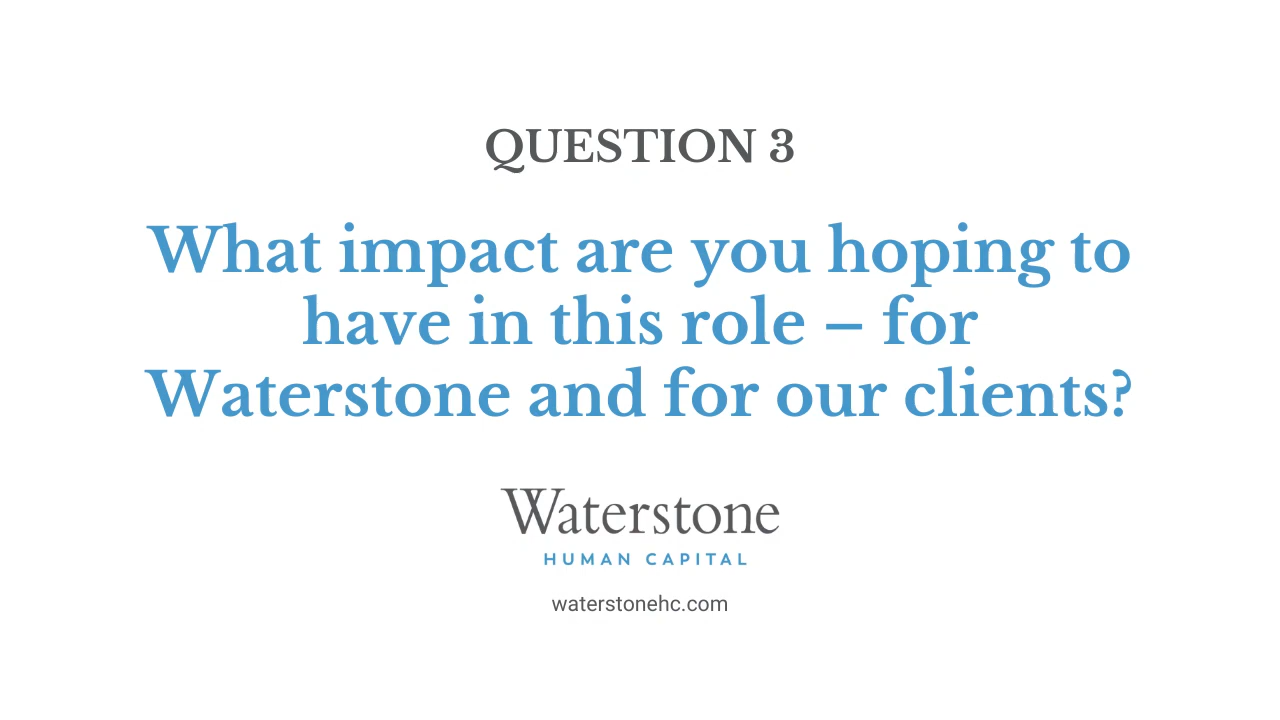 QUESTION 3
What impact are you hoping to
have in this role – for
Waterstone and for our clients?
Waterstone
HUMAN CAPITAL
waterstonehc.com